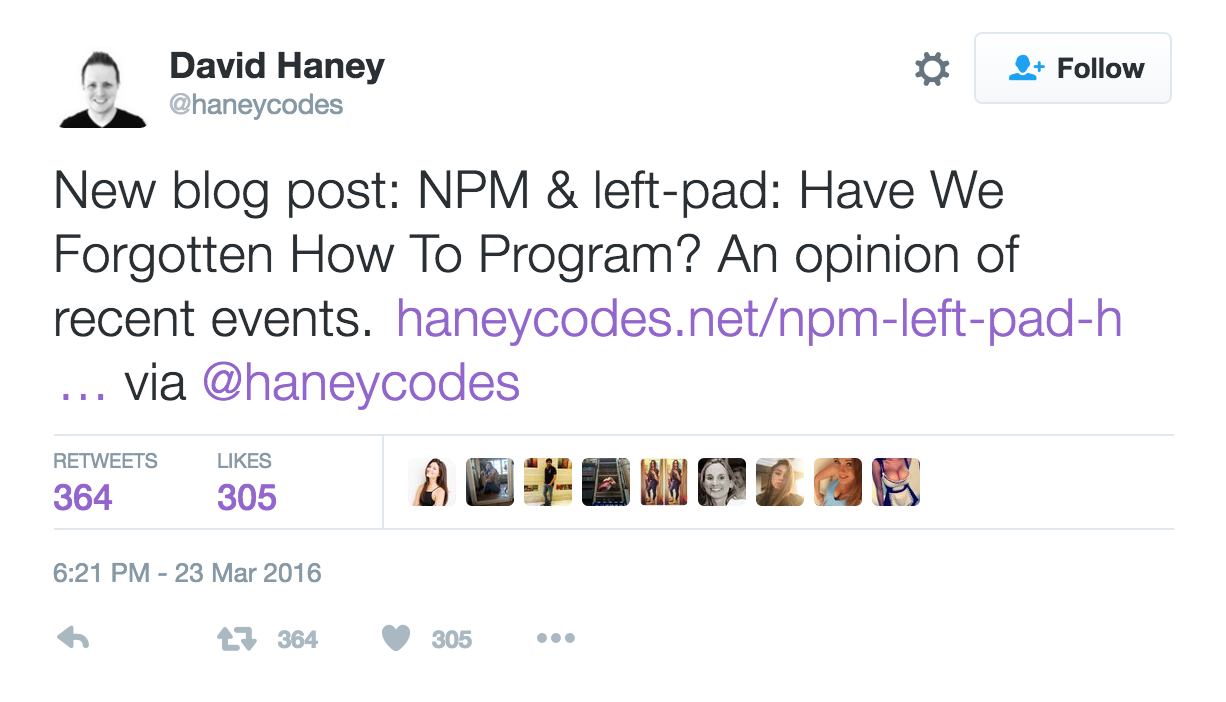 David Haney
@haneycodes
Follow
New blog post: NPM & left-pad: Have We
Forgotten How To Program? An opinion of
recent events. haneycodes.net/npm-left-pad-h
… via @haneycodes
RETWEETS LIKES
364 305
6:21 PM - 23 Mar 2016
364 305